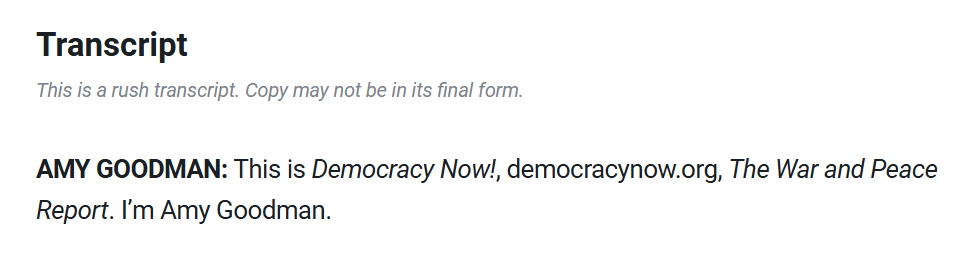 Transcript
This is a rush transcript. Copy may not be in its final form.
AMY GOODMAN: This is Democracy Now!, democracynow.org, The War and Peace
Report. I’m Amy Goodman.